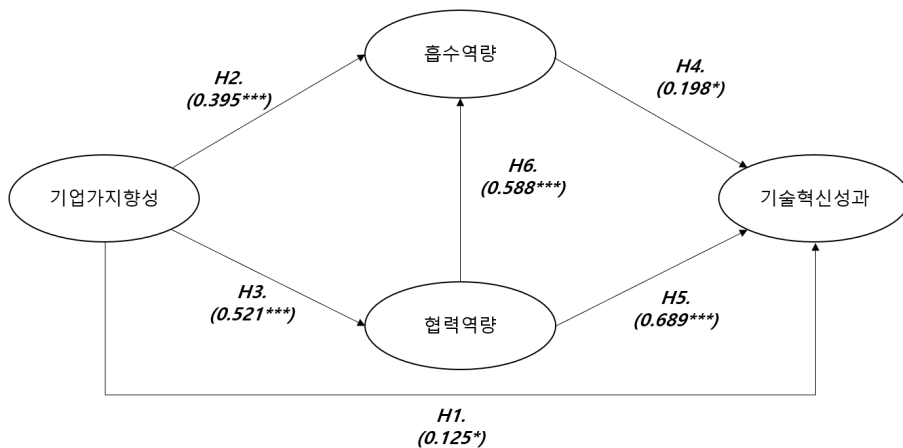 흡수역량
H2.
(0.395***)
H4.
(0.198*)
H6.
(0.588***)
기업가지향성
기술혁신성과
H3.
(0.521***)
협력역량
H5.
(0.689***)
H1.
(0.125*)